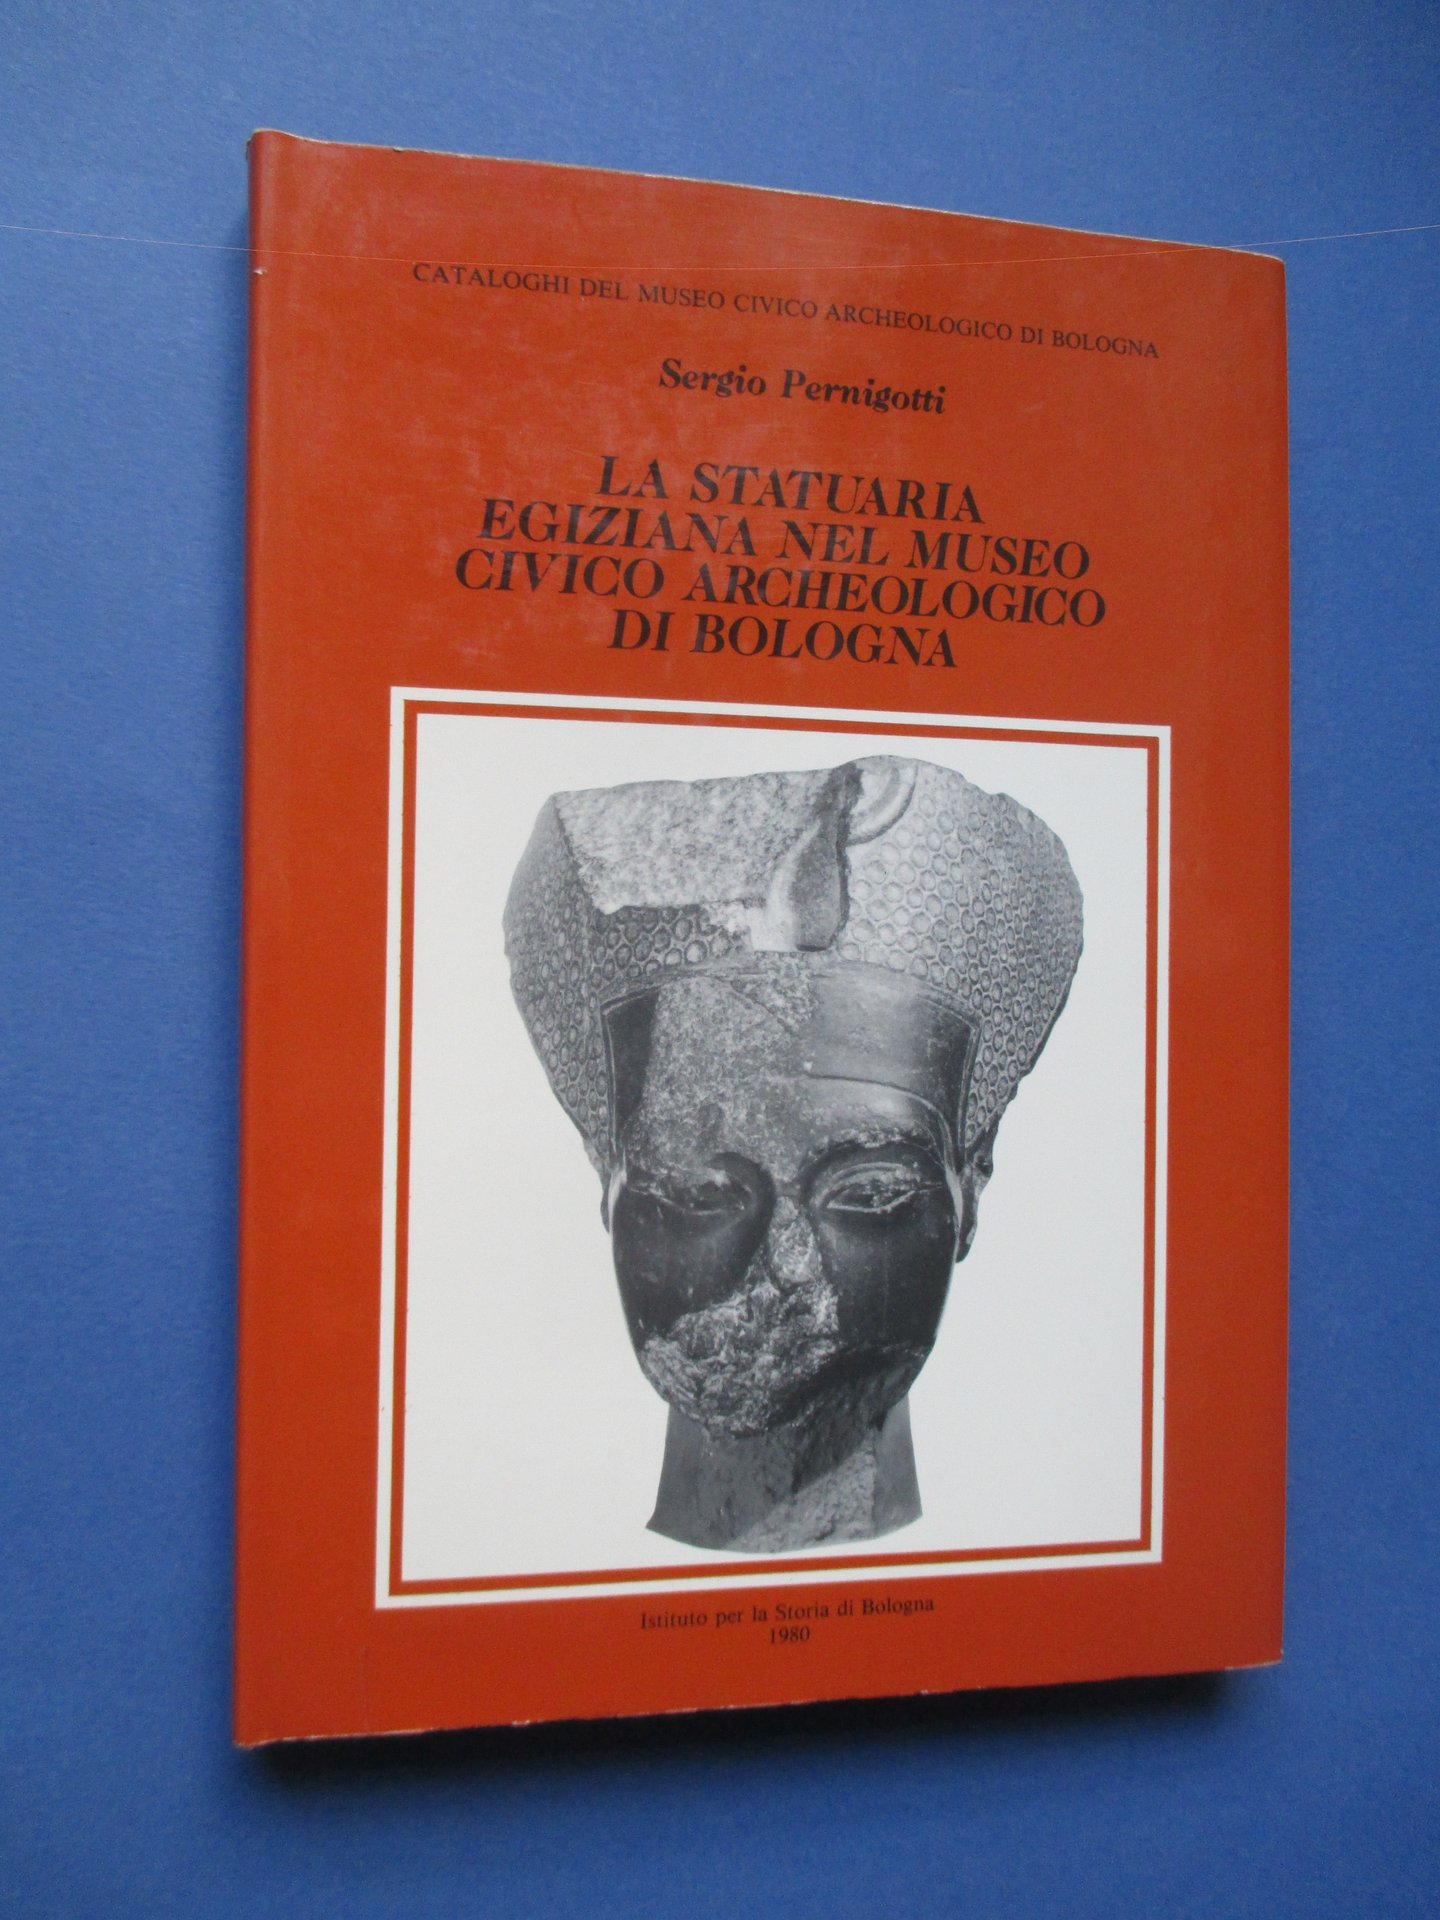 CATALOGHI DEL MUSEO CIVICO ARCHEOLOGICO DI BOLOGNA
Sergio Pernigotti
LA STATUARIA
EGIZIANA NEL MUSEO
CIVICO ARCHEOLOGICO
DI BOLOGNA
Istituto per la Storia di Bologna
1980